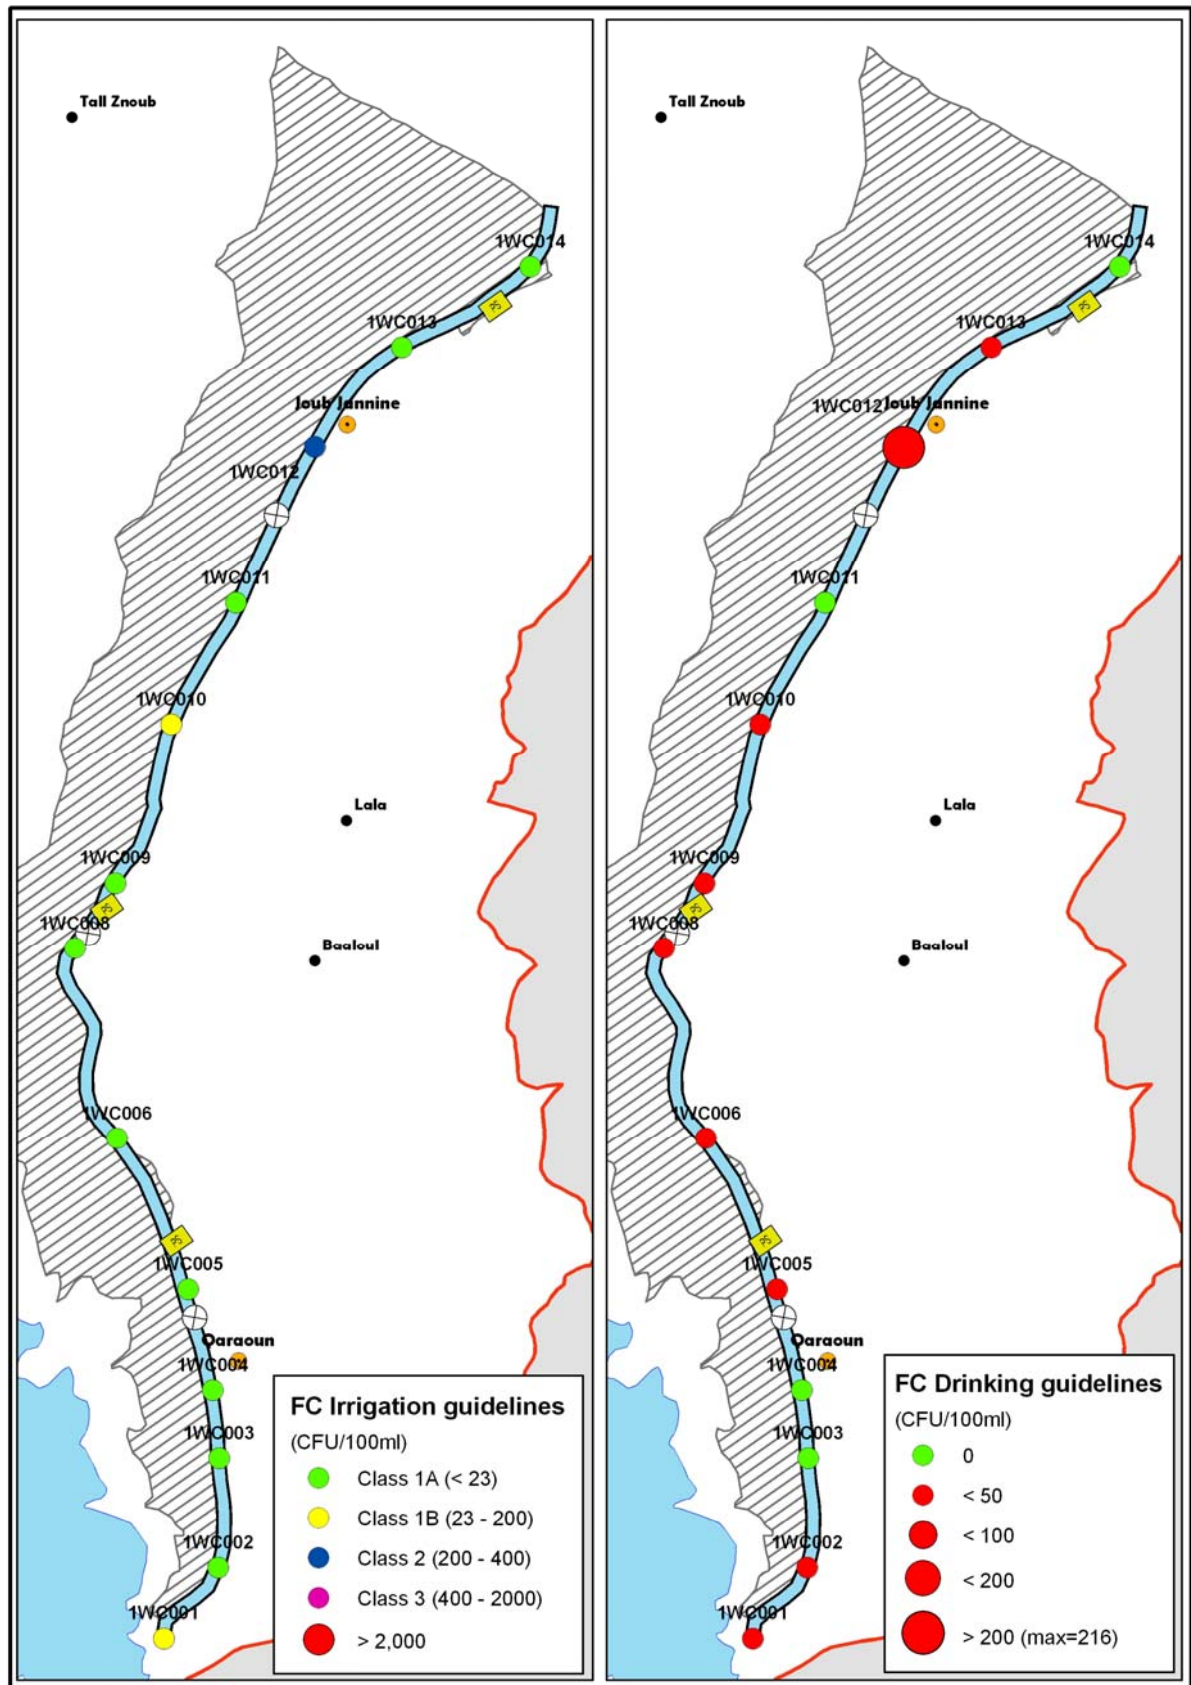 Tall Znoub
1WC014
1WC013
Joub Jannine
1WC012
1WC011
1WC010
Lala
1WC009
1WC008
Baaloul
1WC006
1WC005
Qaraoun
1WC004
1WC003
1WC002
1WC001
FC Irrigation guidelines
(CFU/100ml)
Class 1A (< 23)
Class 1B (23 - 200)
Class 2 (200 - 400)
Class 3 (400 - 2000)
> 2,000
Tall Znoub
1WC014
1WC013
1WC012
Joub Jannine
1WC011
1WC010
Lala
1WC009
1WC008
Baaloul
1WC006
1WC005
Qaraoun
1WC004
1WC003
1WC002
1WC001
FC Drinking guidelines
(CFU/100ml)
0
< 50
< 100
< 200
> 200 (max=216)